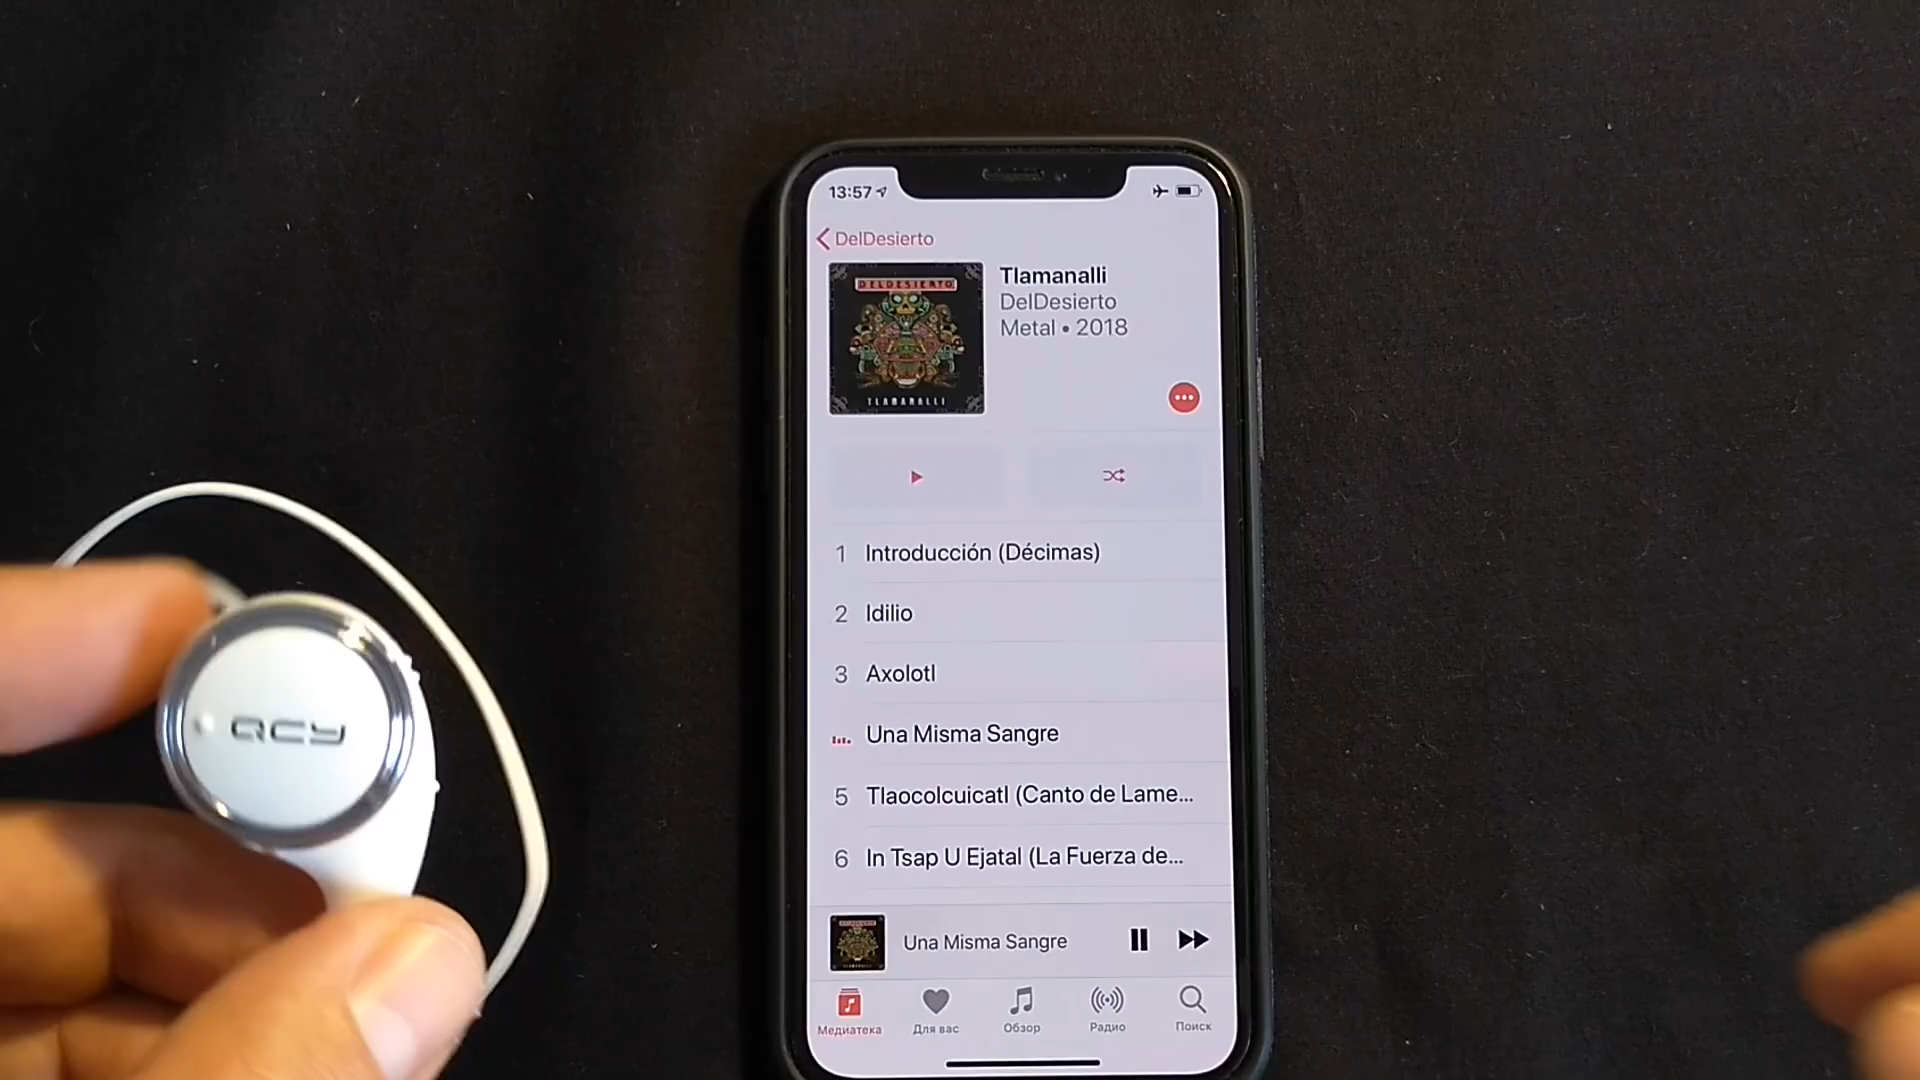 13:57
DelDesierto
DELDESIERTO
TLAMANALLI
Tlamanalli
DelDesierto
Metal • 2018
1 Introducción (Décimas)
2 Idilio
3 Axolotl
Una Misma Sangre
5 Tlaocolcuicatl (Canto de Lame...
6 In Tsap U Ejatal (La Fuerza de...
Una Misma Sangre
Медиатека
Для вас
Обзор
Радио
Поиск
QCY